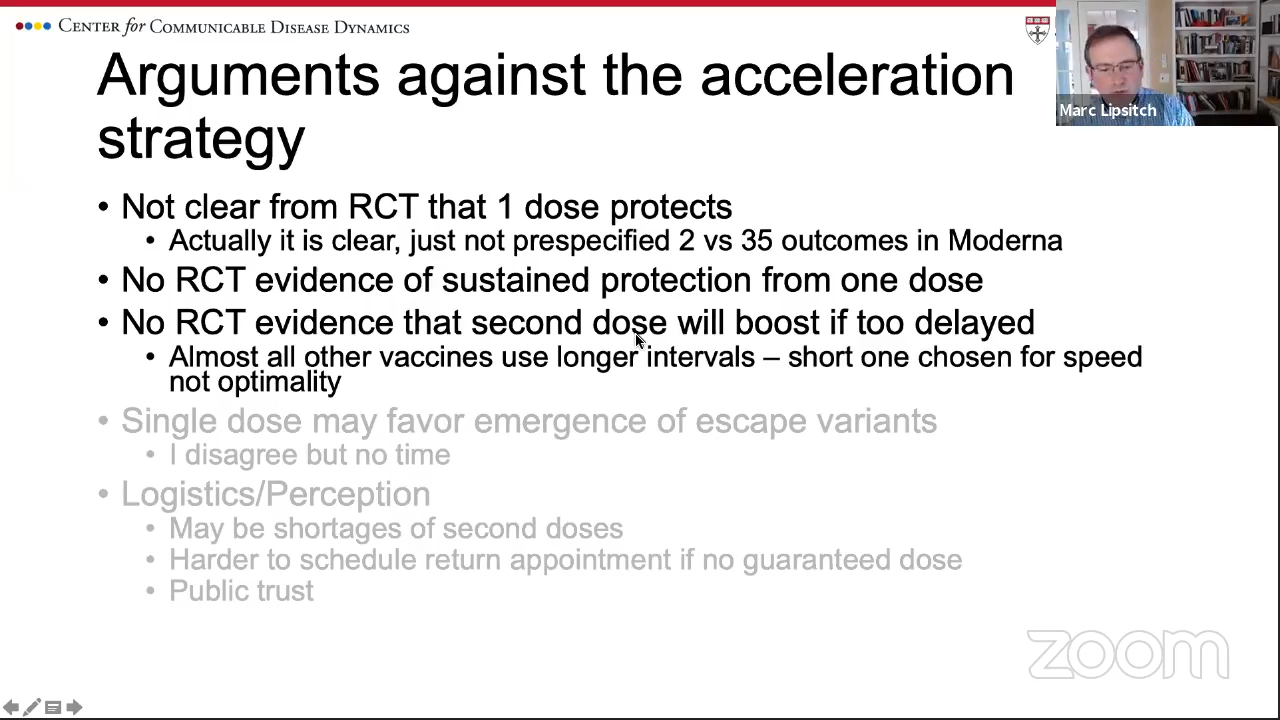 CENTER for COMMUNICABLE DISEASE DYNAMICS
Arguments against the acceleration
strategy
Marc Lipsitch
• Not clear from RCT that 1 dose protects
• Actually it is clear, just not prespecified 2 vs 35 outcomes in Moderna
• No RCT evidence of sustained protection from one dose
• No RCT evidence that second dose will boost if too delayed
• Almost all other vaccines use longer intervals – short one chosen for speed
not optimality
• Single dose may favor emergence of escape variants
• I disagree but no time
• Logistics/Perception
• May be shortages of second doses
• Harder to schedule return appointment if no guaranteed dose
• Public trust
zoom